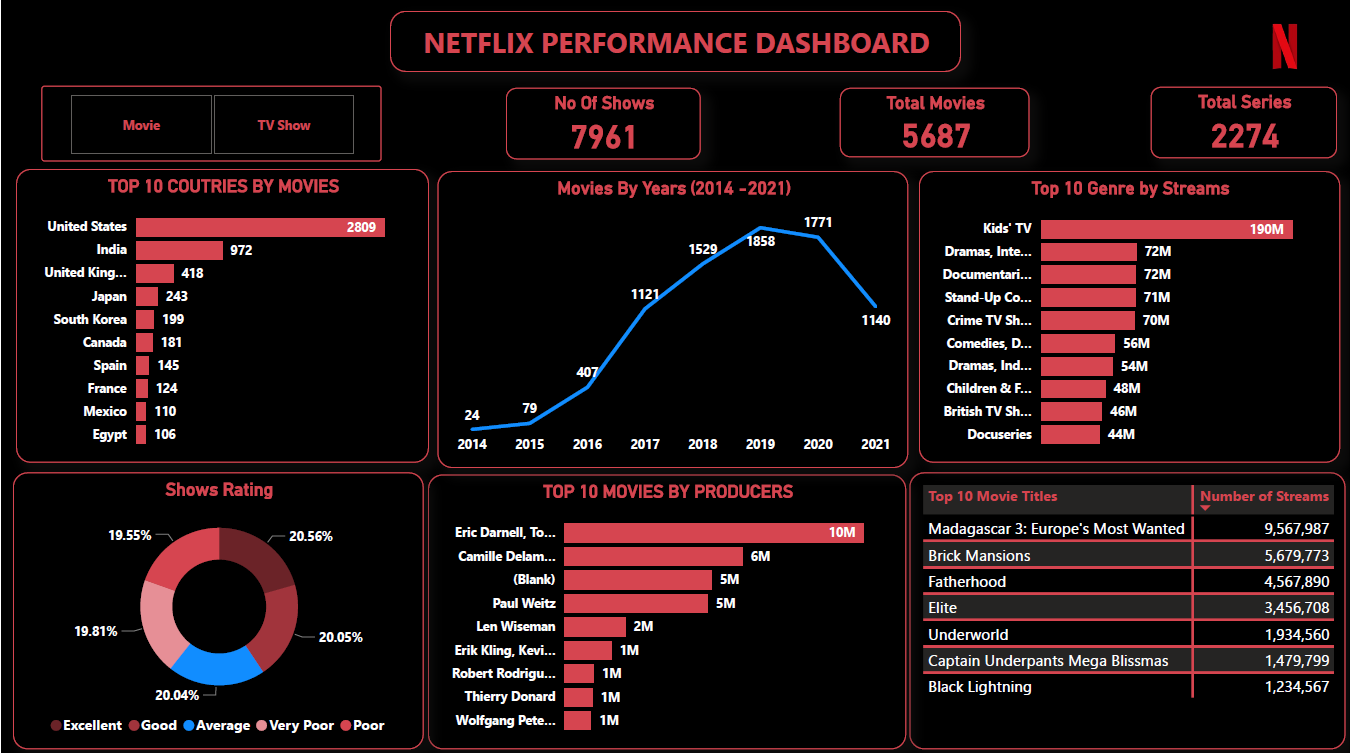 NETFLIX PERFORMANCE DASHBOARD
N
Movie
TV Show
No Of Shows
7961
Total Movies
5687
Total Series
2274
TOP 10 COUTRIES BY MOVIES
United States 2809
India 972
United King... 418
Japan 243
South Korea 199
Canada 181
Spain 145
France 124
Mexico 110
Egypt 106
Movies By Years (2014 -2021)
24
79
407
1121
1529
1858
1771
1140
2014 2015 2016 2017 2018 2019 2020 2021
Top 10 Genre by Streams
Kids' TV 190M
Dramas, Inte... 72M
Documentari... 72M
Stand-Up Co... 71M
Crime TV Sh... 70M
Comedies, D... 56M
Dramas, Ind... 54M
Children & F... 48M
British TV Sh... 46M
Docuseries 44M
Shows Rating
19.55% 20.56%
19.81% 20.05%
20.04%
Excellent Good Average Very Poor Poor
TOP 10 MOVIES BY PRODUCERS
Eric Darnell, To... 10M
Camille Delam... 6M
(Blank) 5M
Paul Weitz 5M
Len Wiseman 2M
Erik Kling, Kevi... 1M
Robert Rodrigu... 1M
Thierry Donard 1M
Wolfgang Pete... 1M
Top 10 Movie Titles Number of Streams
Madagascar 3: Europe's Most Wanted 9,567,987
Brick Mansions 5,679,773
Fatherhood 4,567,890
Elite 3,456,708
Underworld 1,934,560
Captain Underpants Mega Blissmas 1,479,799
Black Lightning 1,234,567